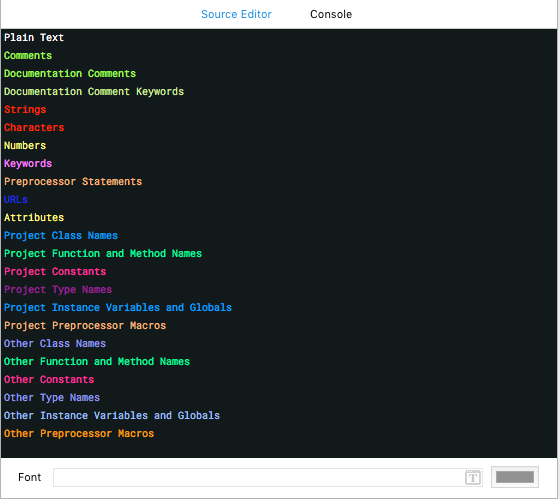 Source Editor Console
Plain Text
Comments
Documentation Comments
Documentation Comment Keywords
Strings
Characters
Numbers
Keywords
Preprocessor Statements
URLs
Attributes
Project Class Names
Project Function and Method Names
Project Constants
Project Type Names
Project Instance Variables and Globals
Project Preprocessor Macros
Other Class Names
Other Function and Method Names
Other Constants
Other Type Names
Other Instance Variables and Globals
Other Preprocessor Macros
Font T